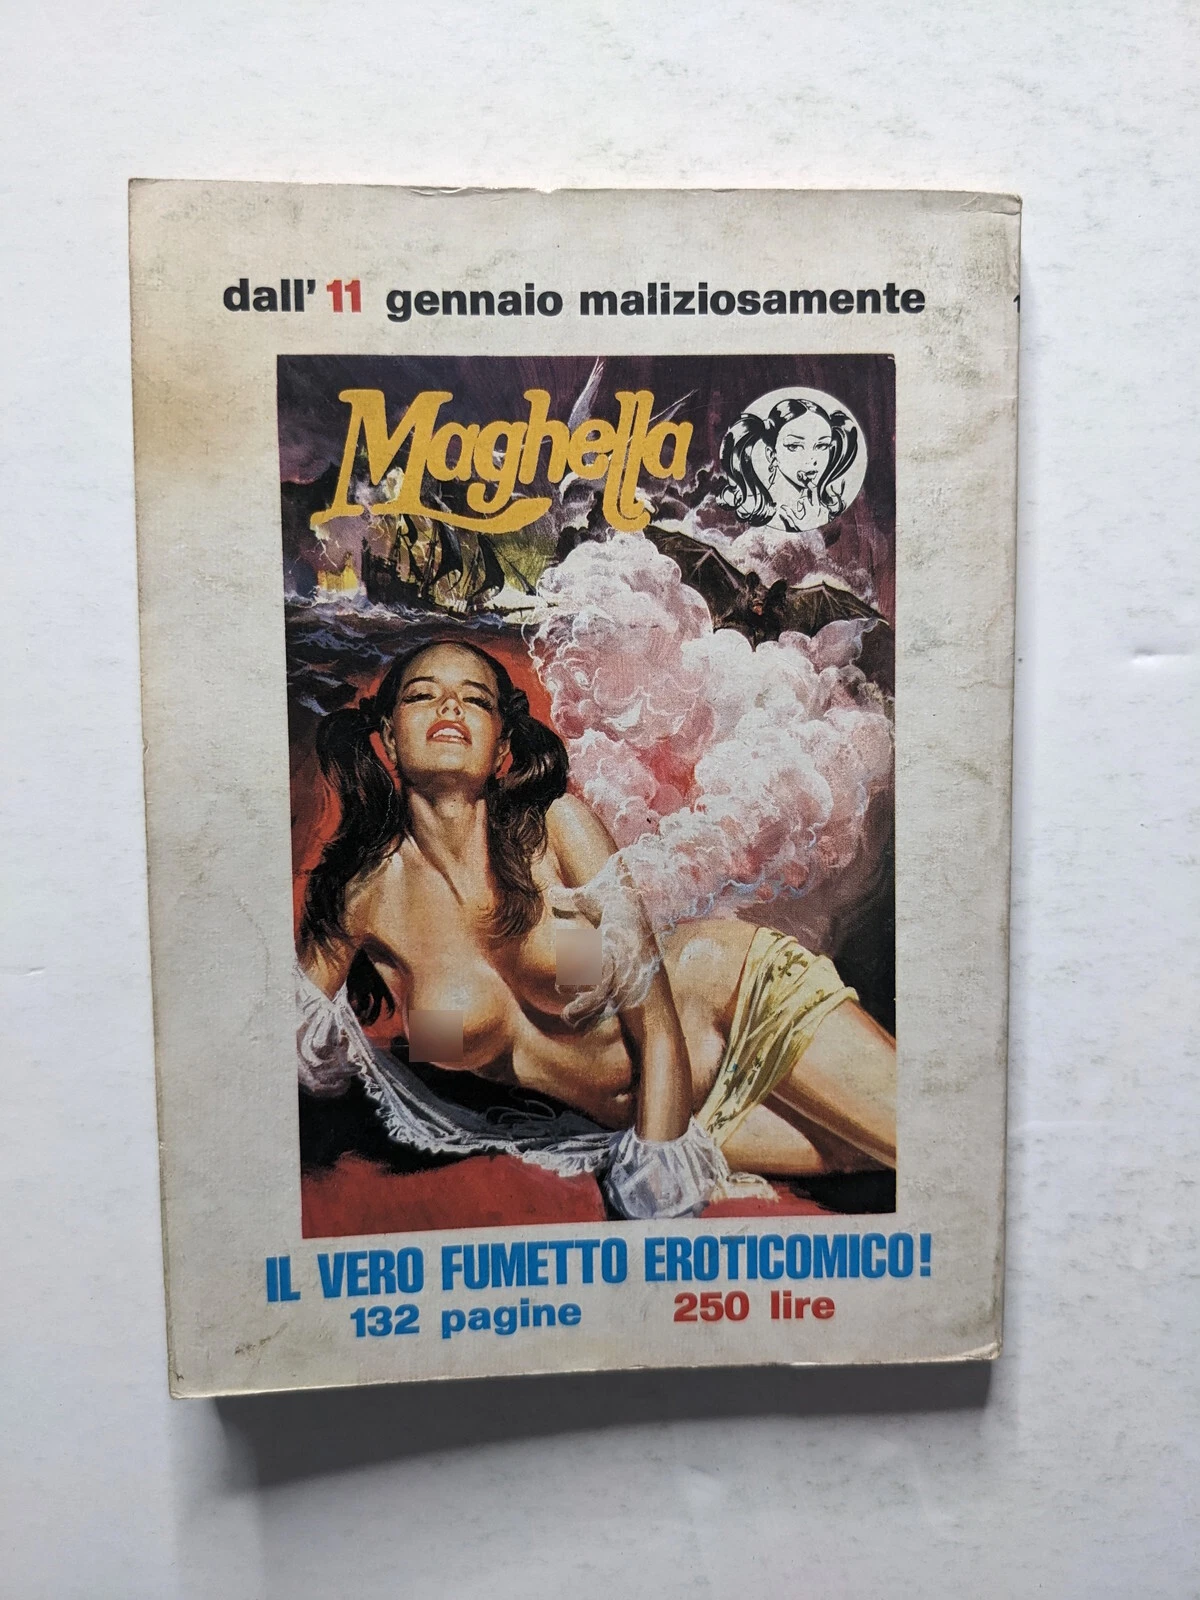 dall' 11 gennaio maliziosamente
Maghella
IL VERO FUMETTO EROTICOMICO!
132 pagine 250 lire